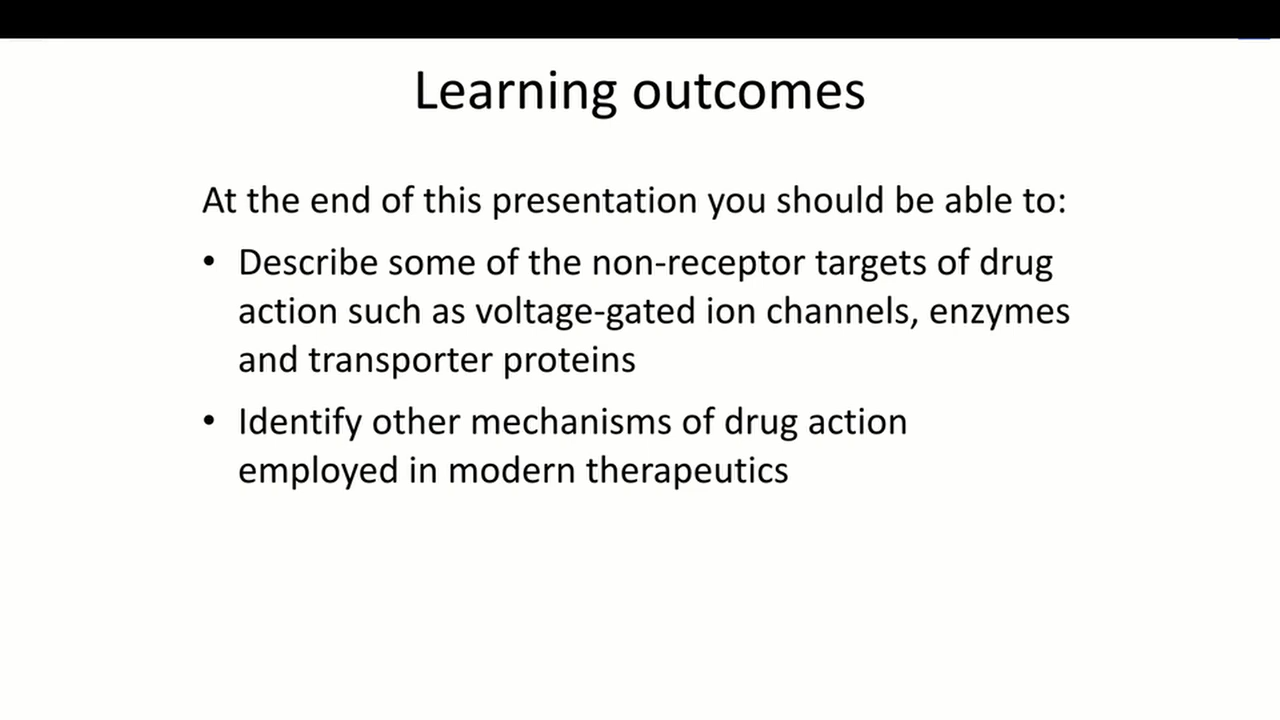 Learning outcomes
At the end of this presentation you should be able to:
• Describe some of the non-receptor targets of drug
action such as voltage-gated ion channels, enzymes
and transporter proteins
• Identify other mechanisms of drug action
employed in modern therapeutics